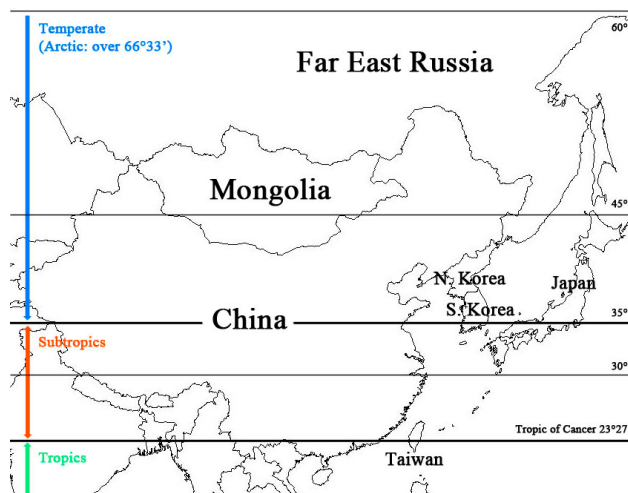 Temperate
(Arctic: over 66°33’)
60°
Far East Russia
Mongolia
45°
N. Korea
Japan
S. Korea
China
35°
Subtropics
30°
Tropic of Cancer 23°27
Tropics
Taiwan